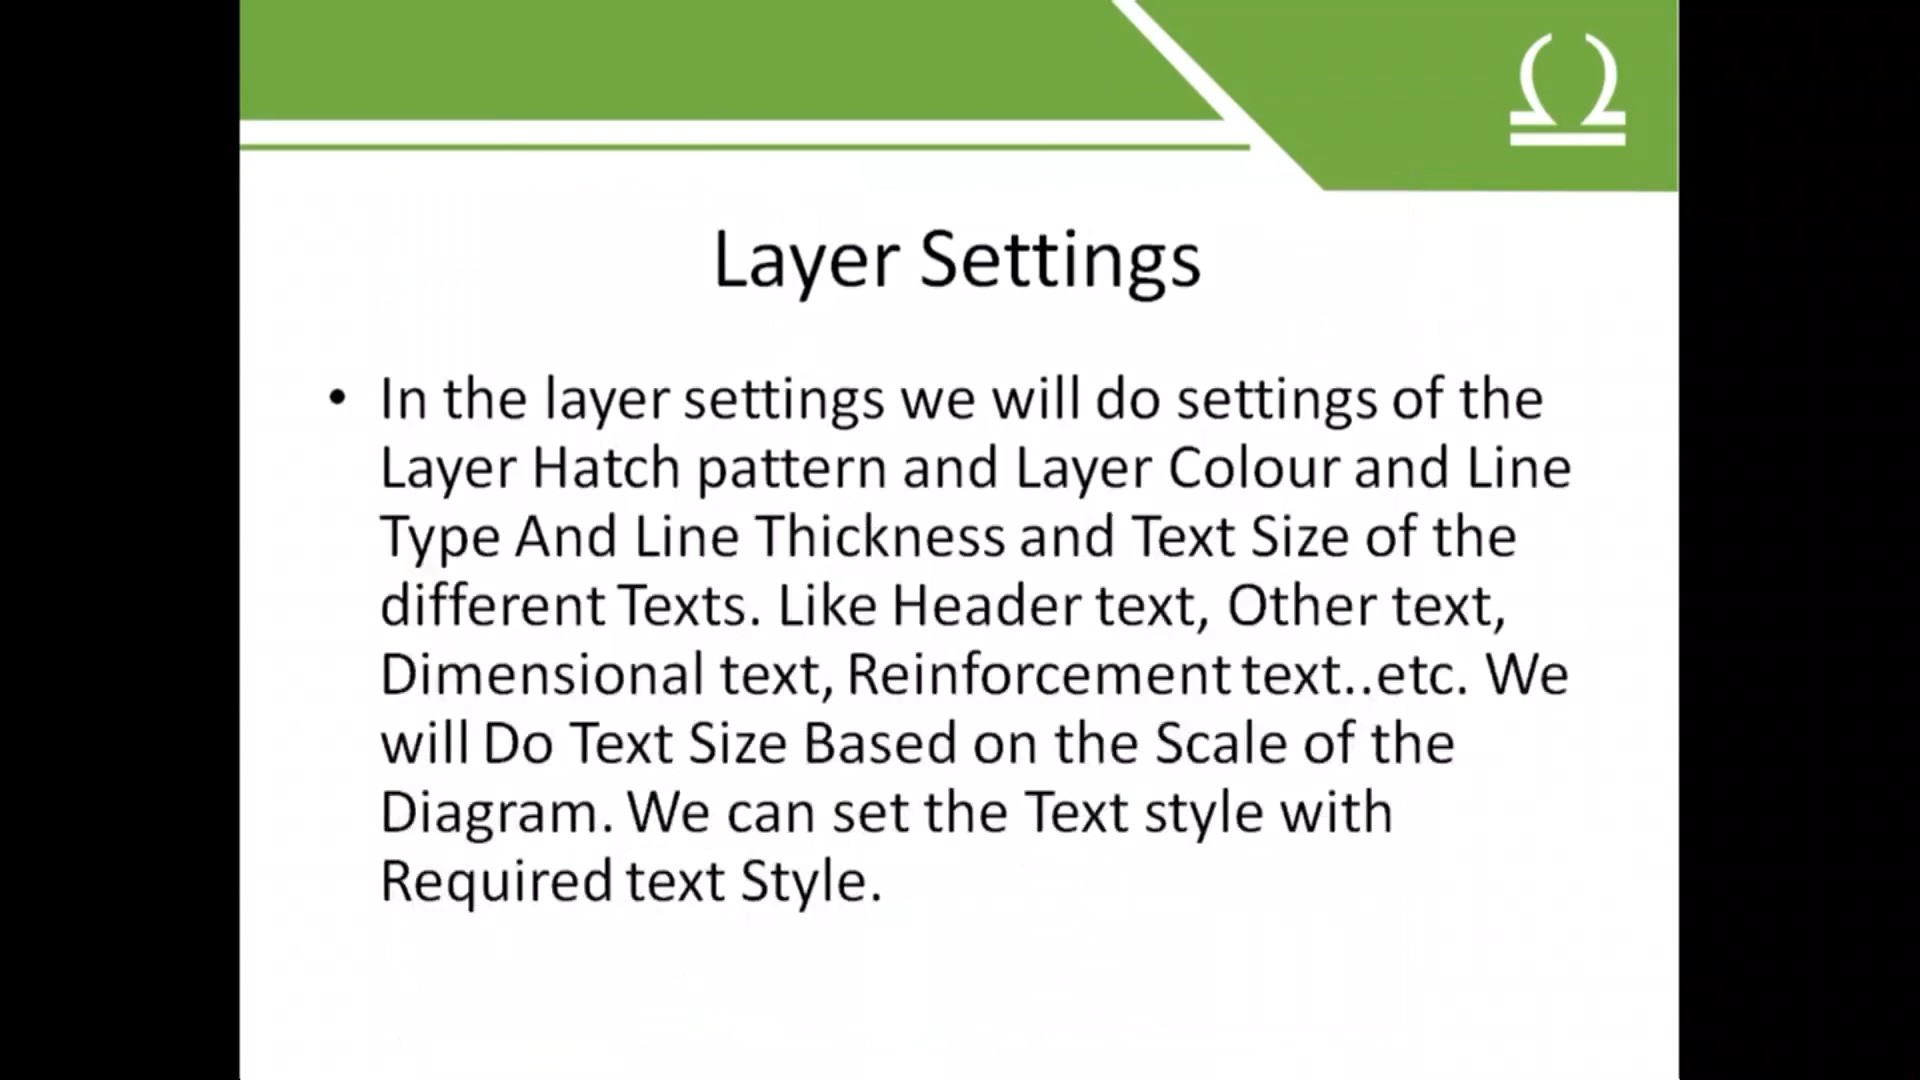 Layer Settings
• In the layer settings we will do settings of the
Layer Hatch pattern and Layer Colour and Line
Type And Line Thickness and Text Size of the
different Texts. Like Header text, Other text,
Dimensional text, Reinforcement text..etc. We
will Do Text Size Based on the Scale of the
Diagram. We can set the Text style with
Required text Style.